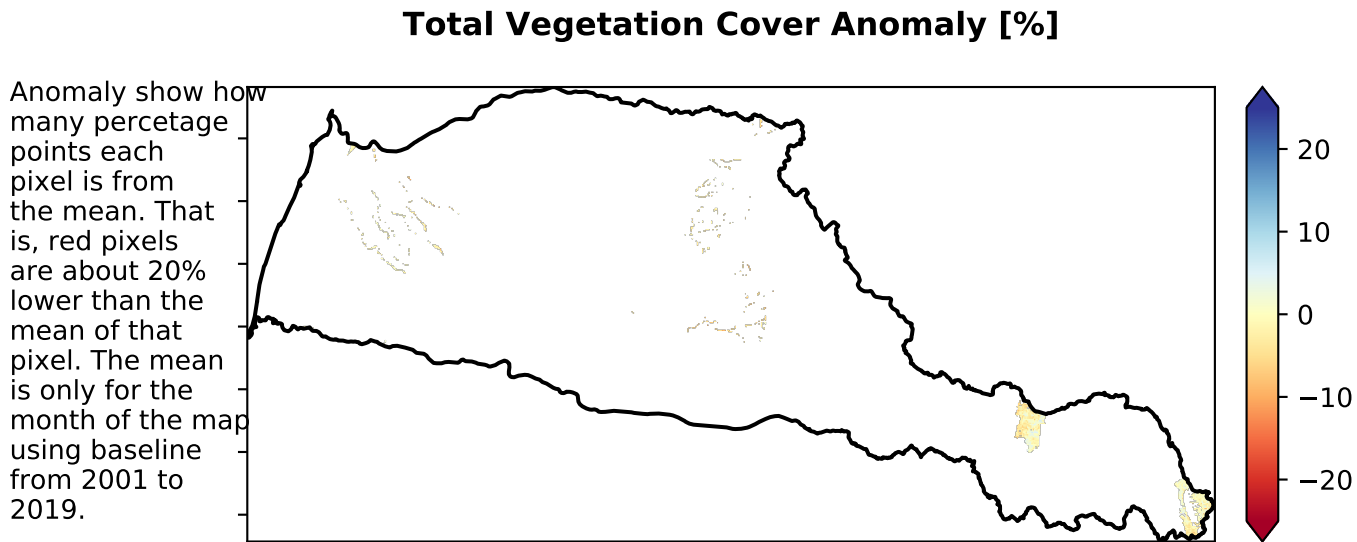 Total Vegetation Cover Anomaly [%]
Anomaly show how
many percetage
points each
pixel is from
the mean. That
is, red pixels
are about 20%
lower than the
mean of that
pixel. The mean
is only for the
month of the map
using baseline
from 2001 to
2019.
20
10
0
−10
−20